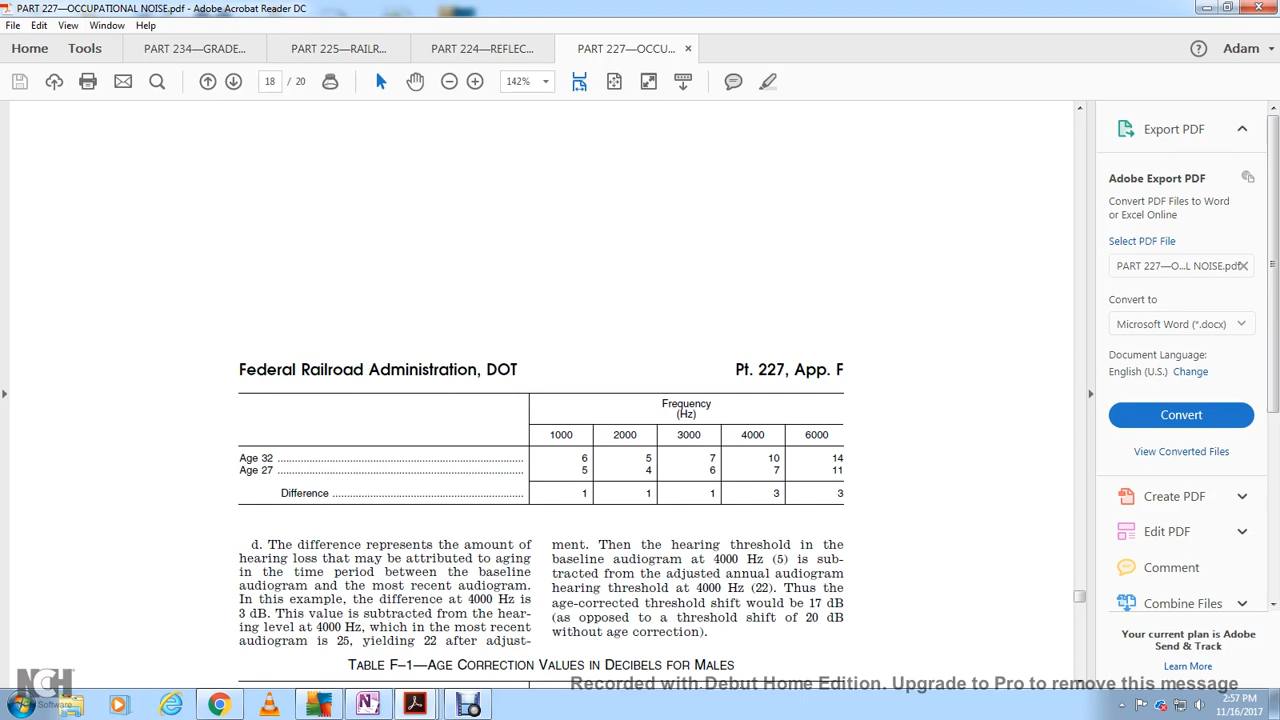 PART 227—OCCUPATIONAL NOISE.pdf - Adobe Acrobat Reader DC
File Edit View Window Help
Home Tools PART 234—GRADE... PART 225—RAILR... PART 224—REFLEC... PART 227—OCCU... × Adam
18 / 20 142%
Export PDF
Adobe Export PDF
Convert PDF Files to Word
or Excel Online
Select PDF File
PART 227—O...L NOISE.pdf
Convert to
Microsoft Word (*.docx)
Document Language:
English (U.S.) Change
Convert
View Converted Files
Create PDF
Edit PDF
Comment
Combine Files
Your current plan is Adobe
Send & Track
Learn More
Federal Railroad Administration, DOT Pt. 227, App. F
Frequency
(Hz)
1000 2000 3000 4000 6000
Age 32 6 5 7 10 14
Age 27 5 4 6 7 11
Difference 1 1 1 3 3
d. The difference represents the amount of
hearing loss that may be attributed to aging
in the time period between the baseline
audiogram and the most recent audiogram.
In this example, the difference at 4000 Hz is
3 dB. This value is subtracted from the hear-
ing level at 4000 Hz, which in the most recent
audiogram is 25, yielding 22 after adjust-
ment. Then the hearing threshold in the
baseline audiogram at 4000 Hz (5) is sub-
tracted from the adjusted annual audiogram
hearing threshold at 4000 Hz (22). Thus the
age-corrected threshold shift would be 17 dB
(as opposed to a threshold shift of 20 dB
without age correction).
TABLE F–1—AGE CORRECTION VALUES IN DECIBELS FOR MALES
Recorded with Debut Home Edition. Upgrade to Pro to remove this message
NCH Software
2:57 PM
11/16/2017